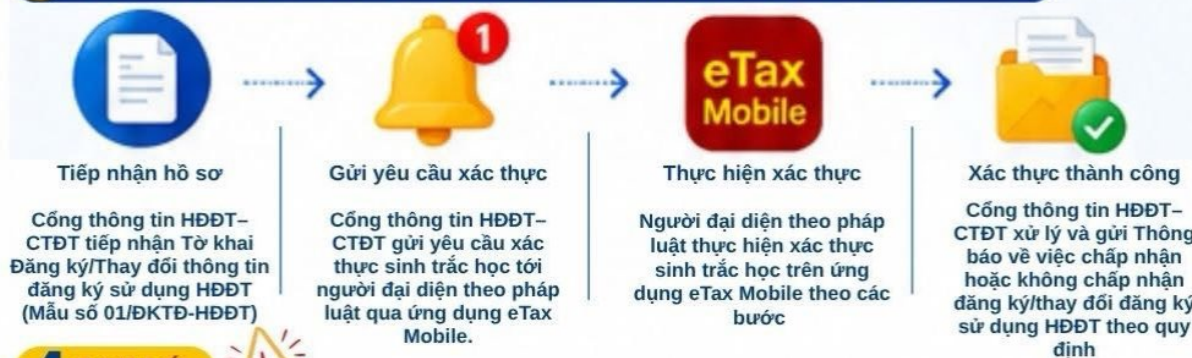 1
eTax
Mobile
Tiếp nhận hồ sơ
Cổng thông tin HĐĐT–
CTĐT tiếp nhận Tờ khai
Đăng ký/Thay đổi thông tin
đăng ký sử dụng HĐĐT
(Mẫu số 01/ĐKTĐ-HĐĐT)
Gửi yêu cầu xác thực
Cổng thông tin HĐĐT–
CTĐT gửi yêu cầu xác
thực sinh trắc học tới
người đại diện theo pháp
luật qua ứng dụng eTax
Mobile.
Thực hiện xác thực
Người đại diện theo pháp
luật thực hiện xác thực
sinh trắc học trên ứng
dụng eTax Mobile theo các
bước
Xác thực thành công
Cổng thông tin HĐĐT–
CTĐT xử lý và gửi Thông
báo về việc chấp nhận
hoặc không chấp nhận
đăng ký/thay đổi đăng ký
sử dụng HĐĐT theo quy
định